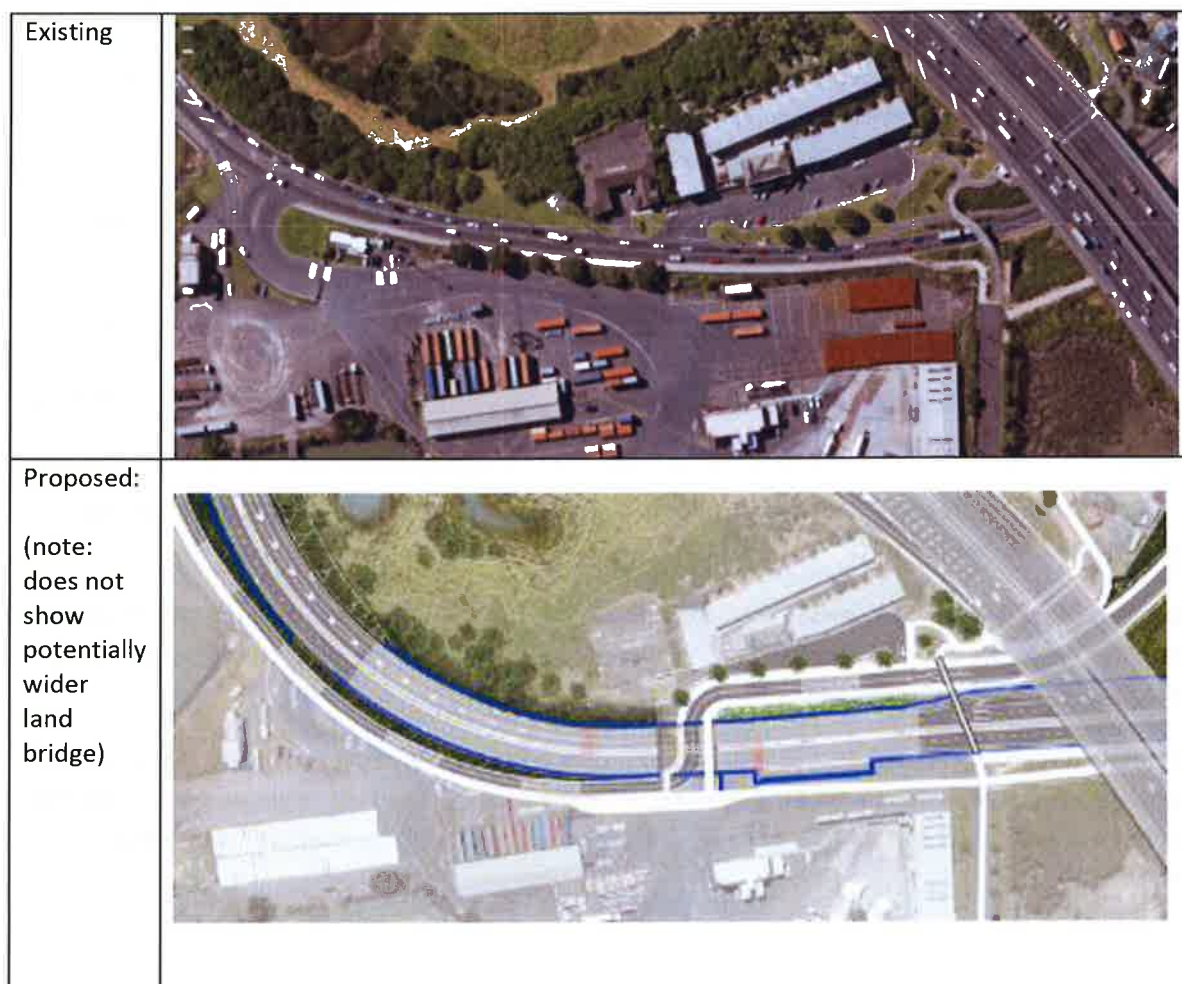 Existing
Proposed:
(note:
does not
show
potentially
wider
land
bridge)